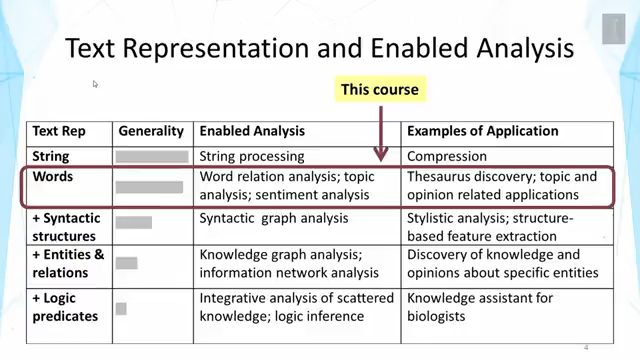 Text Representation and Enabled Analysis
This course
Text Rep Generality Enabled Analysis Examples of Application
String String processing Compression
Words Word relation analysis; topic analysis; sentiment analysis Thesaurus discovery; topic and opinion related applications
+ Syntactic structures Syntactic graph analysis Stylistic analysis; structure-based feature extraction
+ Entities & relations Knowledge graph analysis; information network analysis Discovery of knowledge and opinions about specific entities
+ Logic predicates Integrative analysis of scattered knowledge; logic inference Knowledge assistant for biologists
4